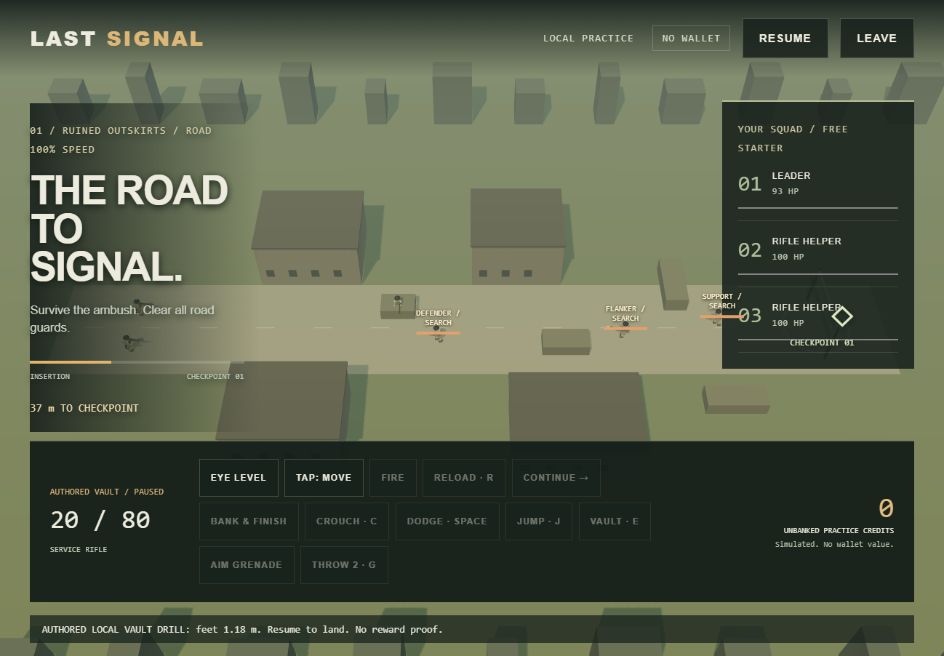 LAST SIGNAL
LOCAL PRACTICE
NO WALLET
RESUME
LEAVE
01 / RUINED OUTSKIRTS / ROAD
100% SPEED
THE ROAD
TO
SIGNAL.
Survive the ambush. Clear all road
guards.
INSERTION
CHECKPOINT 01
37 m TO CHECKPOINT
DEFENDER /
SEARCH
FLANKER /
SEARCH
SUPPORT /
SEARCH
YOUR SQUAD / FREE
STARTER
01 LEADER
93 HP
02 RIFLE HELPER
100 HP
03 RIFLE HELPER
100 HP
CHECKPOINT 01
AUTHORED VAULT / PAUSED
20 / 80
SERVICE RIFLE
EYE LEVEL
TAP: MOVE
FIRE
RELOAD · R
CONTINUE →
BANK & FINISH
CROUCH · C
DODGE · SPACE
JUMP · J
VAULT · E
AIM GRENADE
THROW 2 · G
0
UNBANKED PRACTICE CREDITS
Simulated. No wallet value.
AUTHORED LOCAL VAULT DRILL: feet 1.18 m. Resume to land. No reward proof.